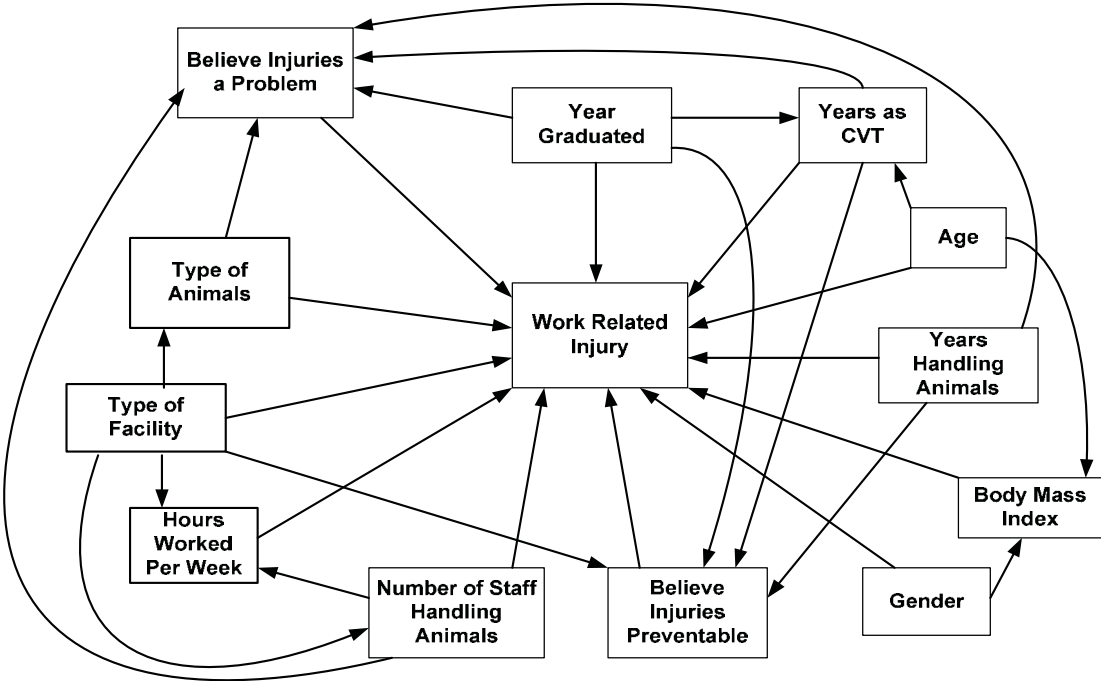 Believe Injuries
a Problem
Year
Graduated
Years as
CVT
Age
Type of
Animals
Work Related
Injury
Years
Handling
Animals
Type of
Facility
Body Mass
Index
Hours
Worked
Per Week
Number of Staff
Handling
Animals
Believe
Injuries
Preventable
Gender